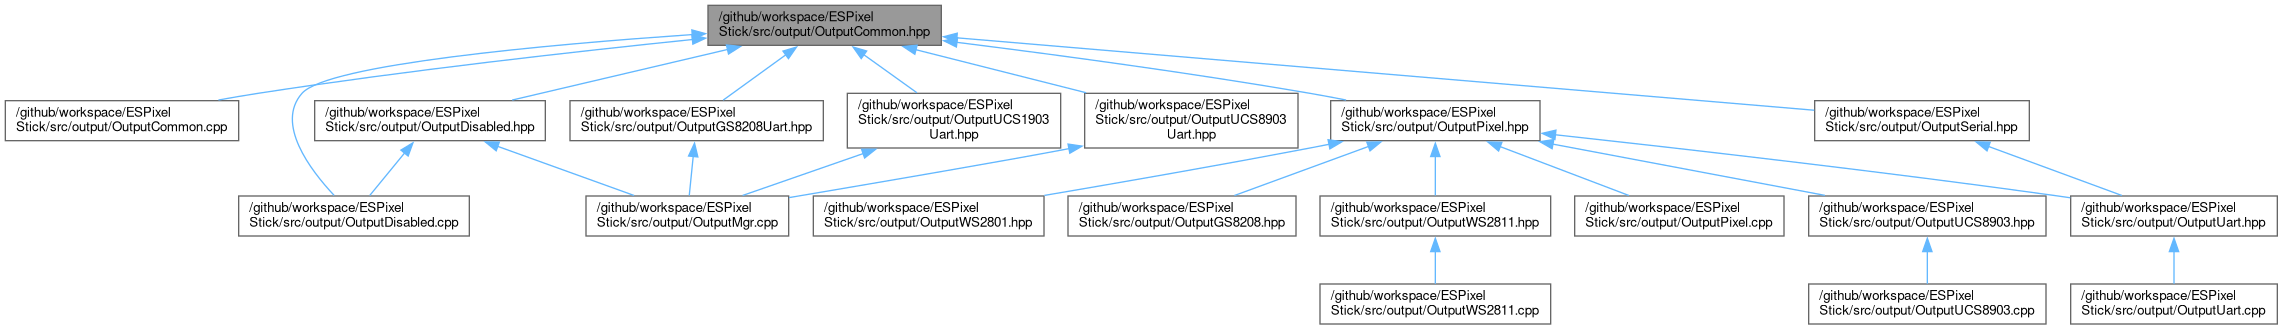 /github/workspace/ESPixel
Stick/src/output/OutputCommon.hpp
/github/workspace/ESPixel
Stick/src/output/OutputCommon.cpp
/github/workspace/ESPixel
Stick/src/output/OutputDisabled.hpp
/github/workspace/ESPixel
Stick/src/output/OutputGS8208Uart.hpp
/github/workspace/ESPixel
Stick/src/output/OutputUCS1903
Uart.hpp
/github/workspace/ESPixel
Stick/src/output/OutputUCS8903
Uart.hpp
/github/workspace/ESPixel
Stick/src/output/OutputPixel.hpp
/github/workspace/ESPixel
Stick/src/output/OutputSerial.hpp
/github/workspace/ESPixel
Stick/src/output/OutputDisabled.cpp
/github/workspace/ESPixel
Stick/src/output/OutputMgr.cpp
/github/workspace/ESPixel
Stick/src/output/OutputWS2801.hpp
/github/workspace/ESPixel
Stick/src/output/OutputGS8208.hpp
/github/workspace/ESPixel
Stick/src/output/OutputWS2811.hpp
/github/workspace/ESPixel
Stick/src/output/OutputPixel.cpp
/github/workspace/ESPixel
Stick/src/output/OutputUCS8903.hpp
/github/workspace/ESPixel
Stick/src/output/OutputUart.hpp
/github/workspace/ESPixel
Stick/src/output/OutputWS2811.cpp
/github/workspace/ESPixel
Stick/src/output/OutputUCS8903.cpp
/github/workspace/ESPixel
Stick/src/output/OutputUart.cpp